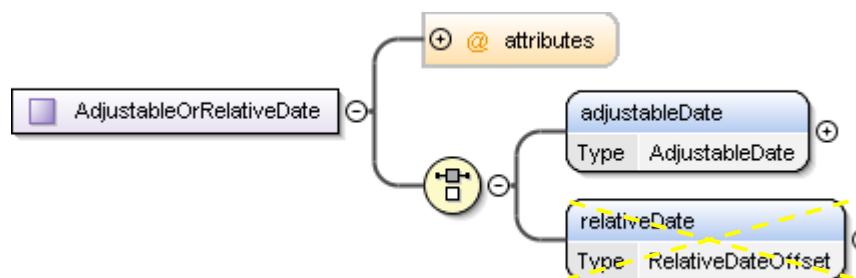 @ attributes
AdjustableOrRelativeDate
adjustableDate
Type AdjustableDate
relativeDate
Type RelativeDateOffset